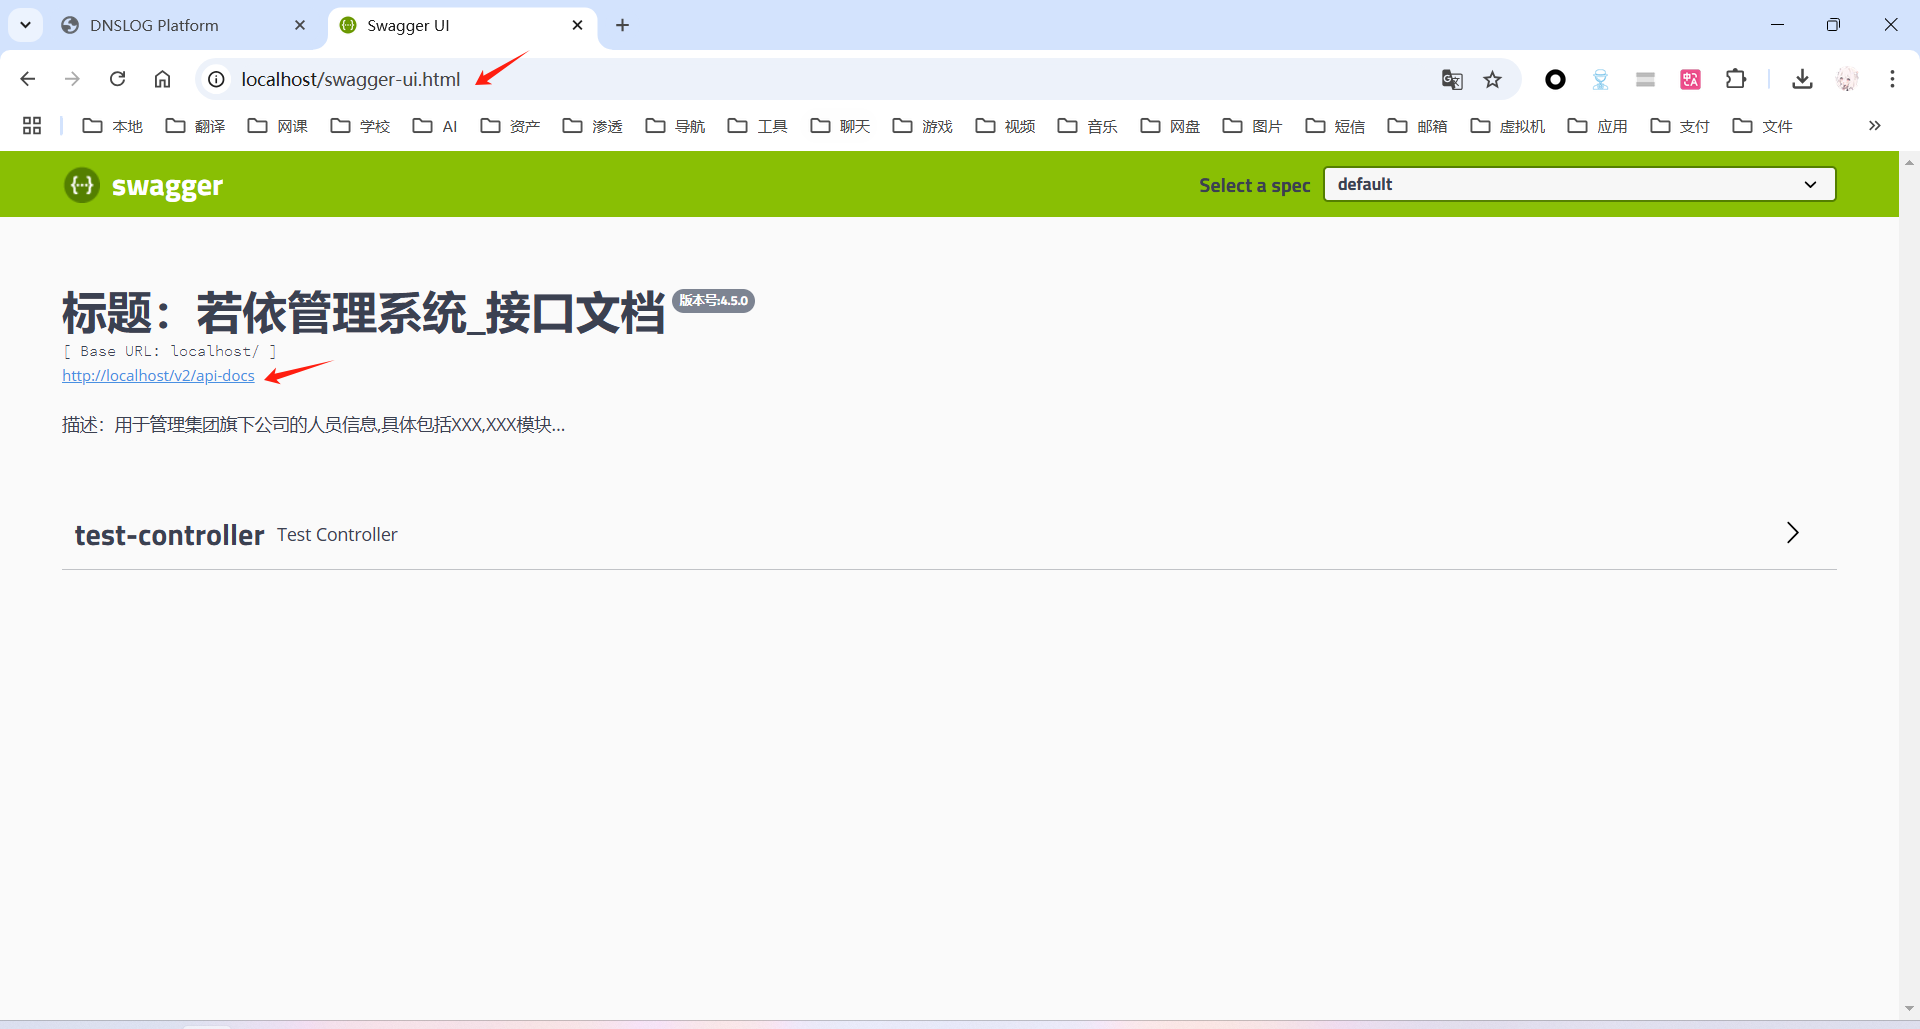 DNSLOG Platform
Swagger UI
localhost/swagger-ui.html
本地 翻译 网课 学校 AI 资产 渗透 导航 工具 聊天 游戏 视频 音乐 网盘 图片 短信 邮箱 虚拟机 应用 支付 文件
swagger
Select a spec default
标题：若依管理系统_接口文档 版本号:4.5.0
[ Base URL: localhost/ ]
http://localhost/v2/api-docs
描述：用于管理集团旗下公司的人员信息,具体包括XXX,XXX模块...
test-controller Test Controller